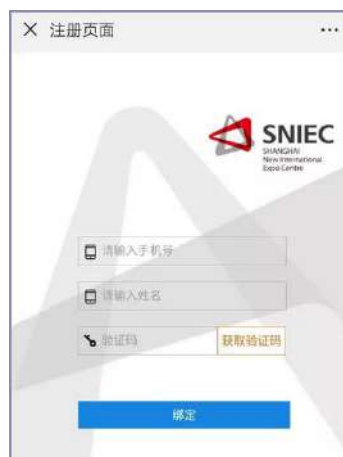 注册页面
SNIEC
SHANGHAI
New International
Expo Centre
请输入手机号
请输入姓名
验证码
获取验证码
绑定